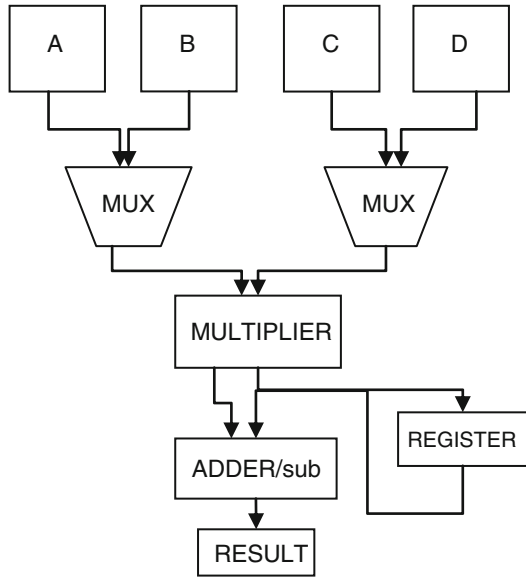 A
B
C
D
MUX
MUX
MULTIPLIER
REGISTER
ADDER/sub
RESULT